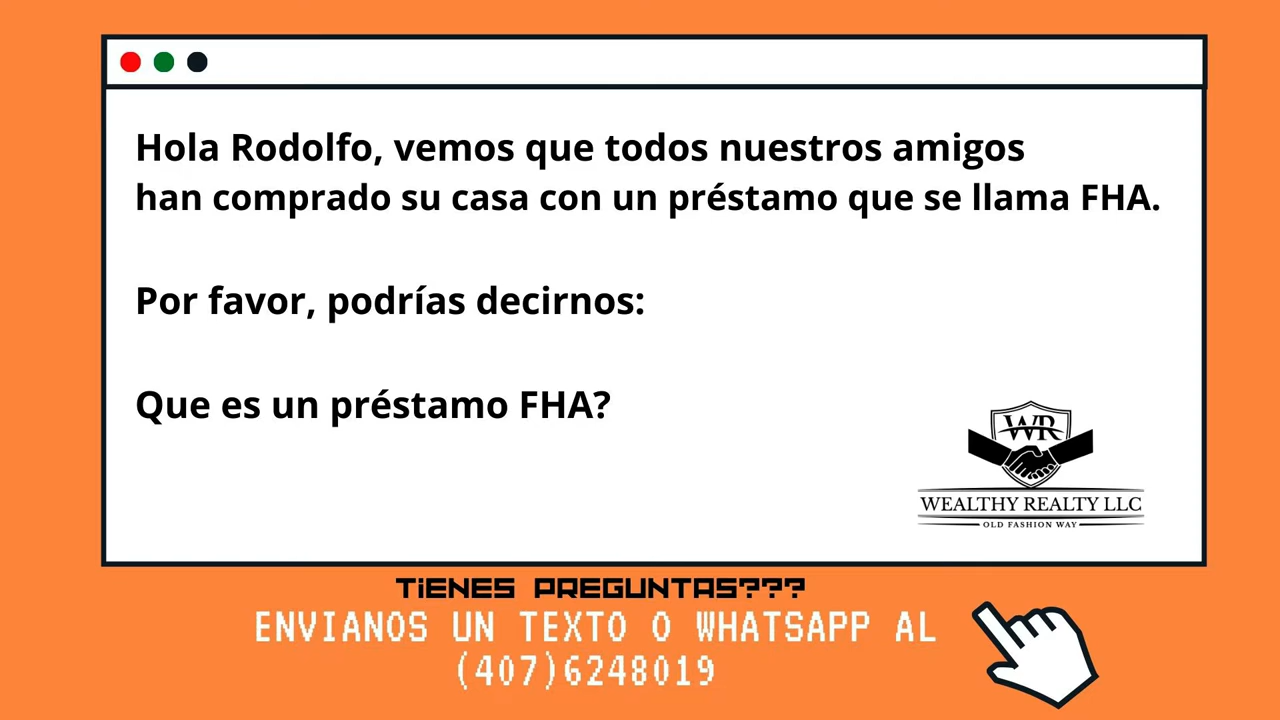 Hola Rodolfo, vemos que todos nuestros amigos
han comprado su casa con un préstamo que se llama FHA.
Por favor, podrías decirnos:
Que es un préstamo FHA?
WR
WEALTHY REALTY LLC
OLD FASHION WAY
TiENES PREGUNTAS???
ENVIANOS UN TEXTO O WHATSAPP AL
(407)6248019